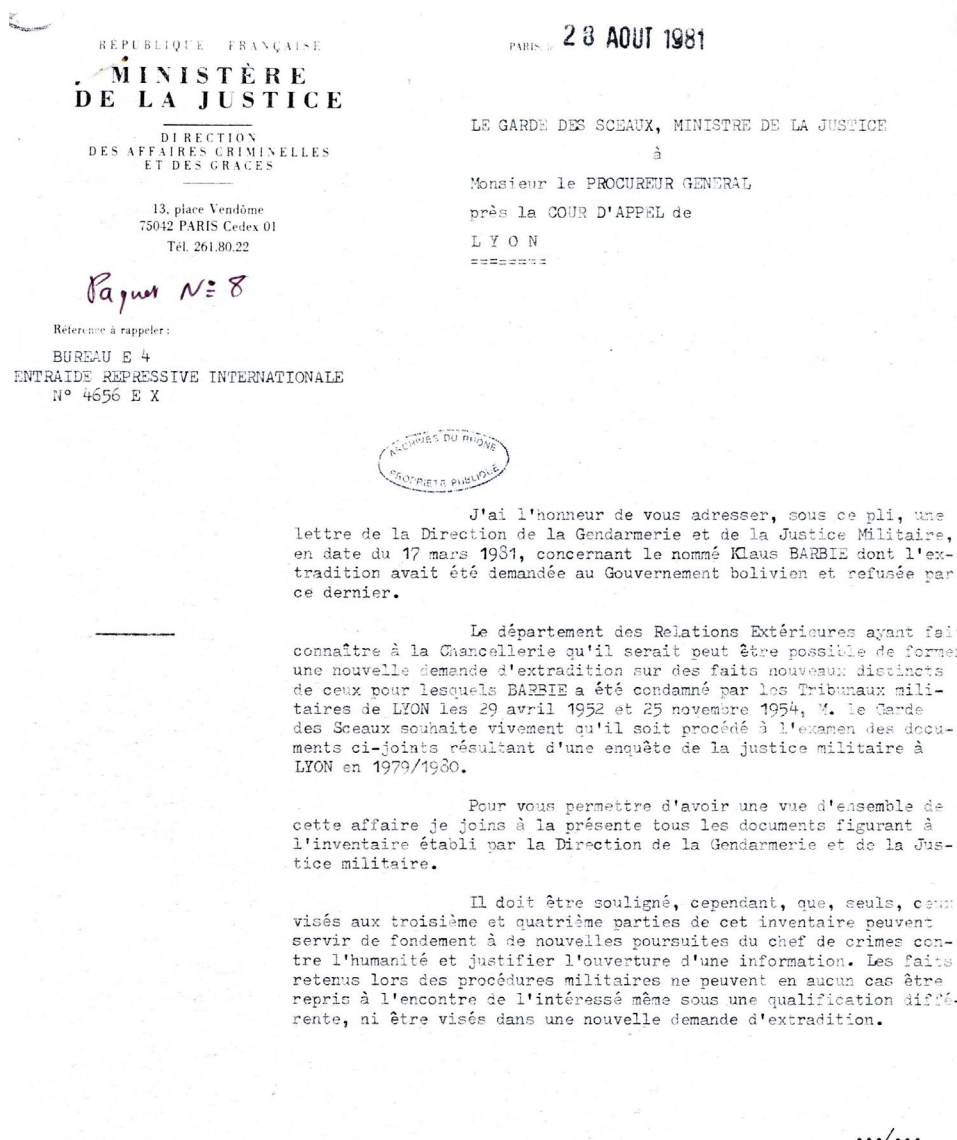 REPUBLIQUE FRANÇAISE
MINISTÈRE
DE LA JUSTICE
DIRECTION
DES AFFAIRES CRIMINELLES
ET DES GRACES
13, place Vendôme
75042 PARIS Cedex 01
Tél. 261.80.22
Paquet N° 8
Réference à rappeler :
BUREAU E 4
ENTRAIDE REPRESSIVE INTERNATIONALE
N° 4656 E X
PARIS, le 28 AOUT 1981
LE GARDE DES SCEAUX, MINISTRE DE LA JUSTICE
à
Monsieur le PROCUREUR GENERAL
près la COUR D'APPEL de
L Y O N
========
ARCHIVES DU RHONE
PROPRIETE PUBLIQUE
J'ai l'honneur de vous adresser, sous ce pli, une
lettre de la Direction de la Gendarmerie et de la Justice Militaire,
en date du 17 mars 1981, concernant le nommé Klaus BARBIE dont l'ex-
tradition avait été demandée au Gouvernement bolivien et refusée par
ce dernier.
Le département des Relations Extérieures ayant fai
connaître à la Chancellerie qu'il serait peut être possible de forme
une nouvelle demande d'extradition sur des faits nouveaux distincts
de ceux pour lesquels BARBIE a été condamné par les Tribunaux mili-
taires de LYON les 29 avril 1952 et 25 novembre 1954, M. le Garde
des Sceaux souhaite vivement qu'il soit procédé à l'examen des docu-
ments ci-joints résultant d'une enquête de la justice militaire à
LYON en 1979/1980.
Pour vous permettre d'avoir une vue d'ensemble de
cette affaire je joins à la présente tous les documents figurant à
l'inventaire établi par la Direction de la Gendarmerie et de la Jus-
tice militaire.
Il doit être souligné, cependant, que, seuls, ceux
visés aux troisième et quatrième parties de cet inventaire peuvent
servir de fondement à de nouvelles poursuites du chef de crimes con-
tre l'humanité et justifier l'ouverture d'une information. Les faits
retenus lors des procédures militaires ne peuvent en aucun cas être
repris à l'encontre de l'intéressé même sous une qualification diffé-
rente, ni être visés dans une nouvelle demande d'extradition.
.../...